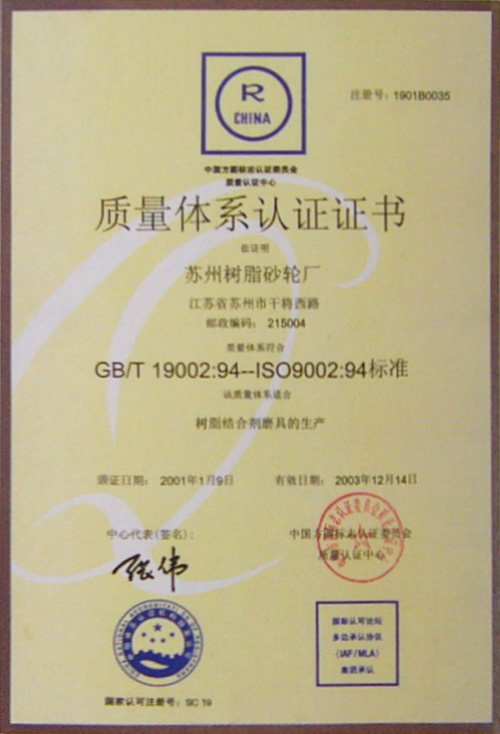 R
CHINA
注册号：1901B0035
中国方圆标志认证委员会
质量认证中心
质量体系认证证书
兹证明
苏州树脂砂轮厂
江苏省苏州市干将西路
邮政编码： 215004
质量体系符合
GB/T 19002:94--ISO9002:94标准
该质量体系适合
树脂结合剂磨具的生产
颁证日期： 2001年1月9日
有效日期： 2003年12月14日
中心代表(签名):
张伟
中国方圆标志认证委员会
质量认证中心
国家认可论坛
多边承认协议
(IAF/MLA)
集团承认
国家认可注册号：SC 19